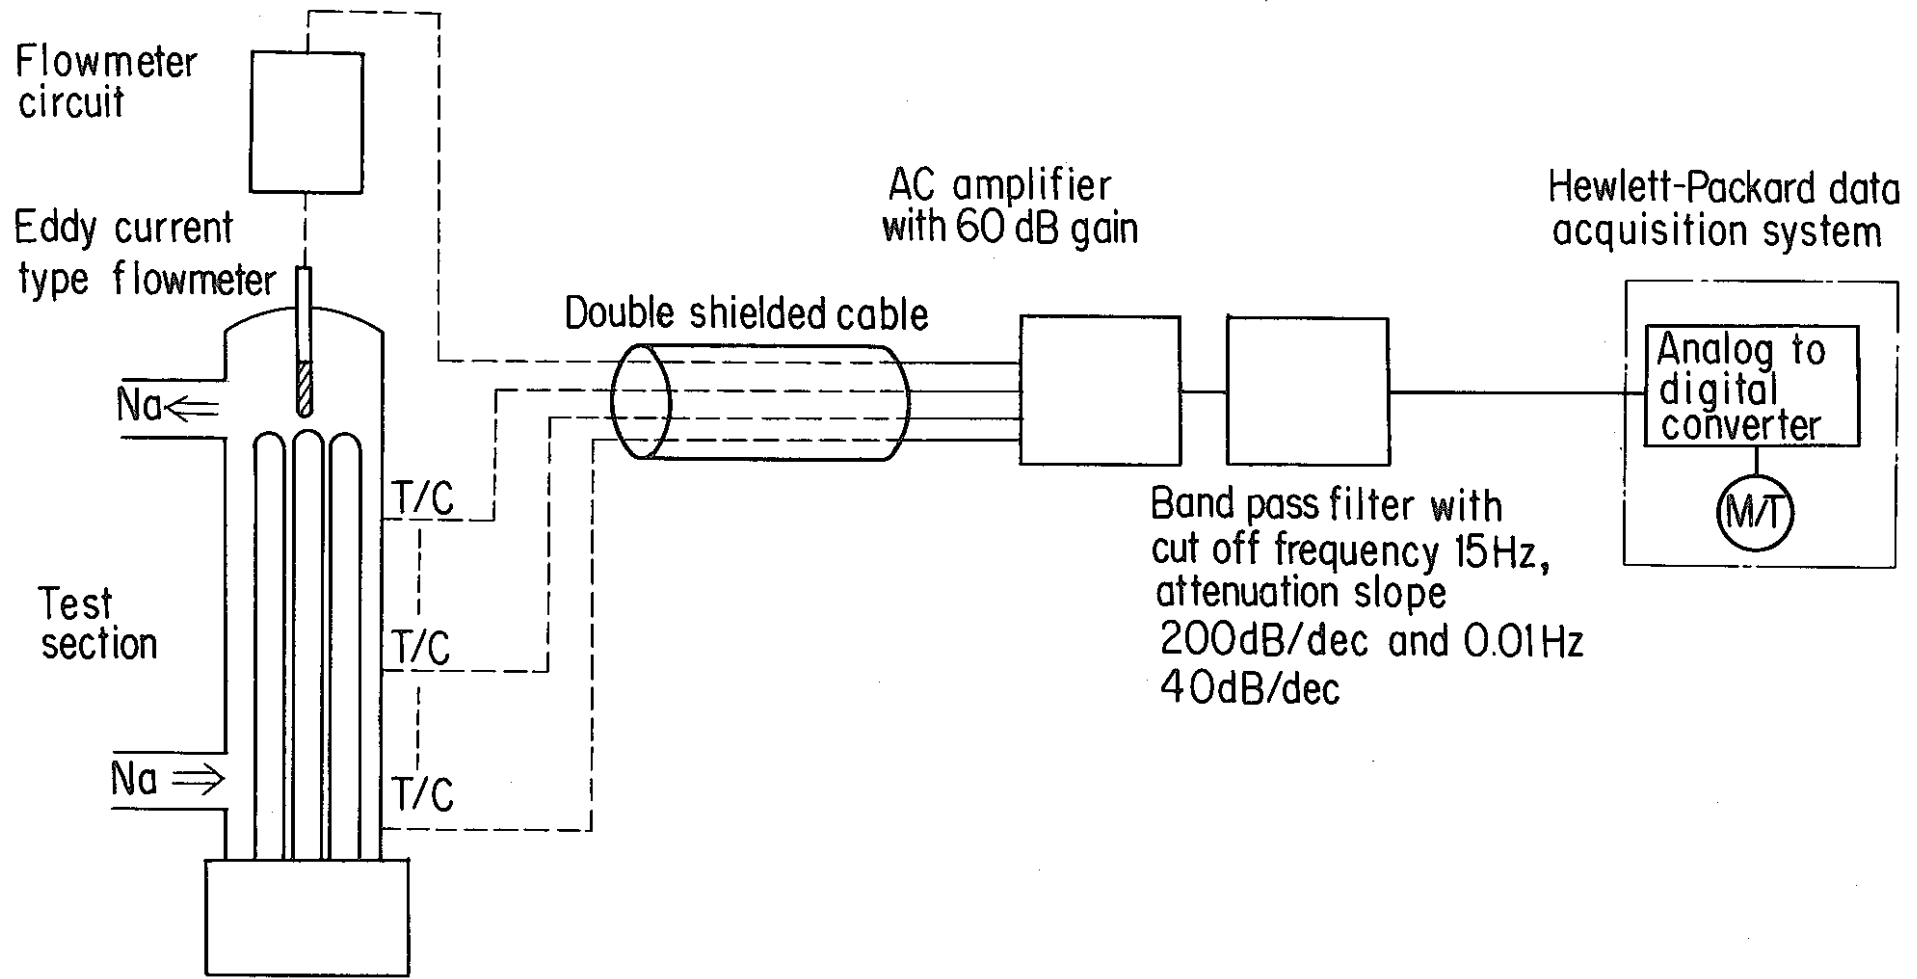 Flowmeter
circuit
Eddy current
type flowmeter
Na
Test
section
Na
T/C
T/C
T/C
Double shielded cable
AC amplifier
with 60 dB gain
Band pass filter with
cut off frequency 15Hz,
attenuation slope
200dB/dec and 0.01Hz
40dB/dec
Hewlett-Packard data
acquisition system
Analog to
digital
converter
M/T